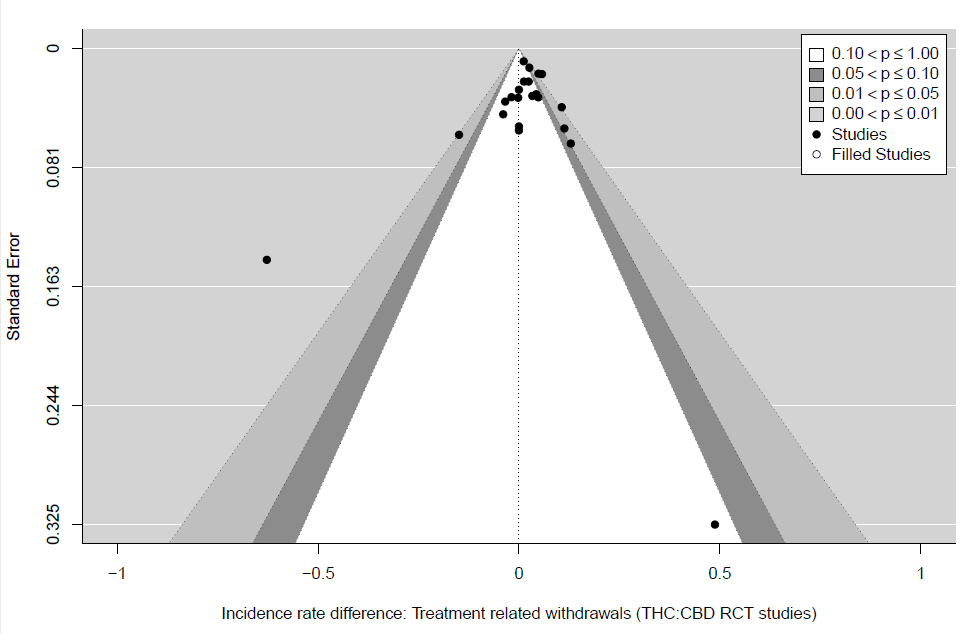 0.10 < p ≤ 1.00
0.05 < p ≤ 0.10
0.01 < p ≤ 0.05
0.00 < p ≤ 0.01
Studies
Filled Studies
Standard Error
0
0.081
0.163
0.244
0.325
−1
−0.5
0
0.5
1
Incidence rate difference: Treatment related withdrawals (THC:CBD RCT studies)